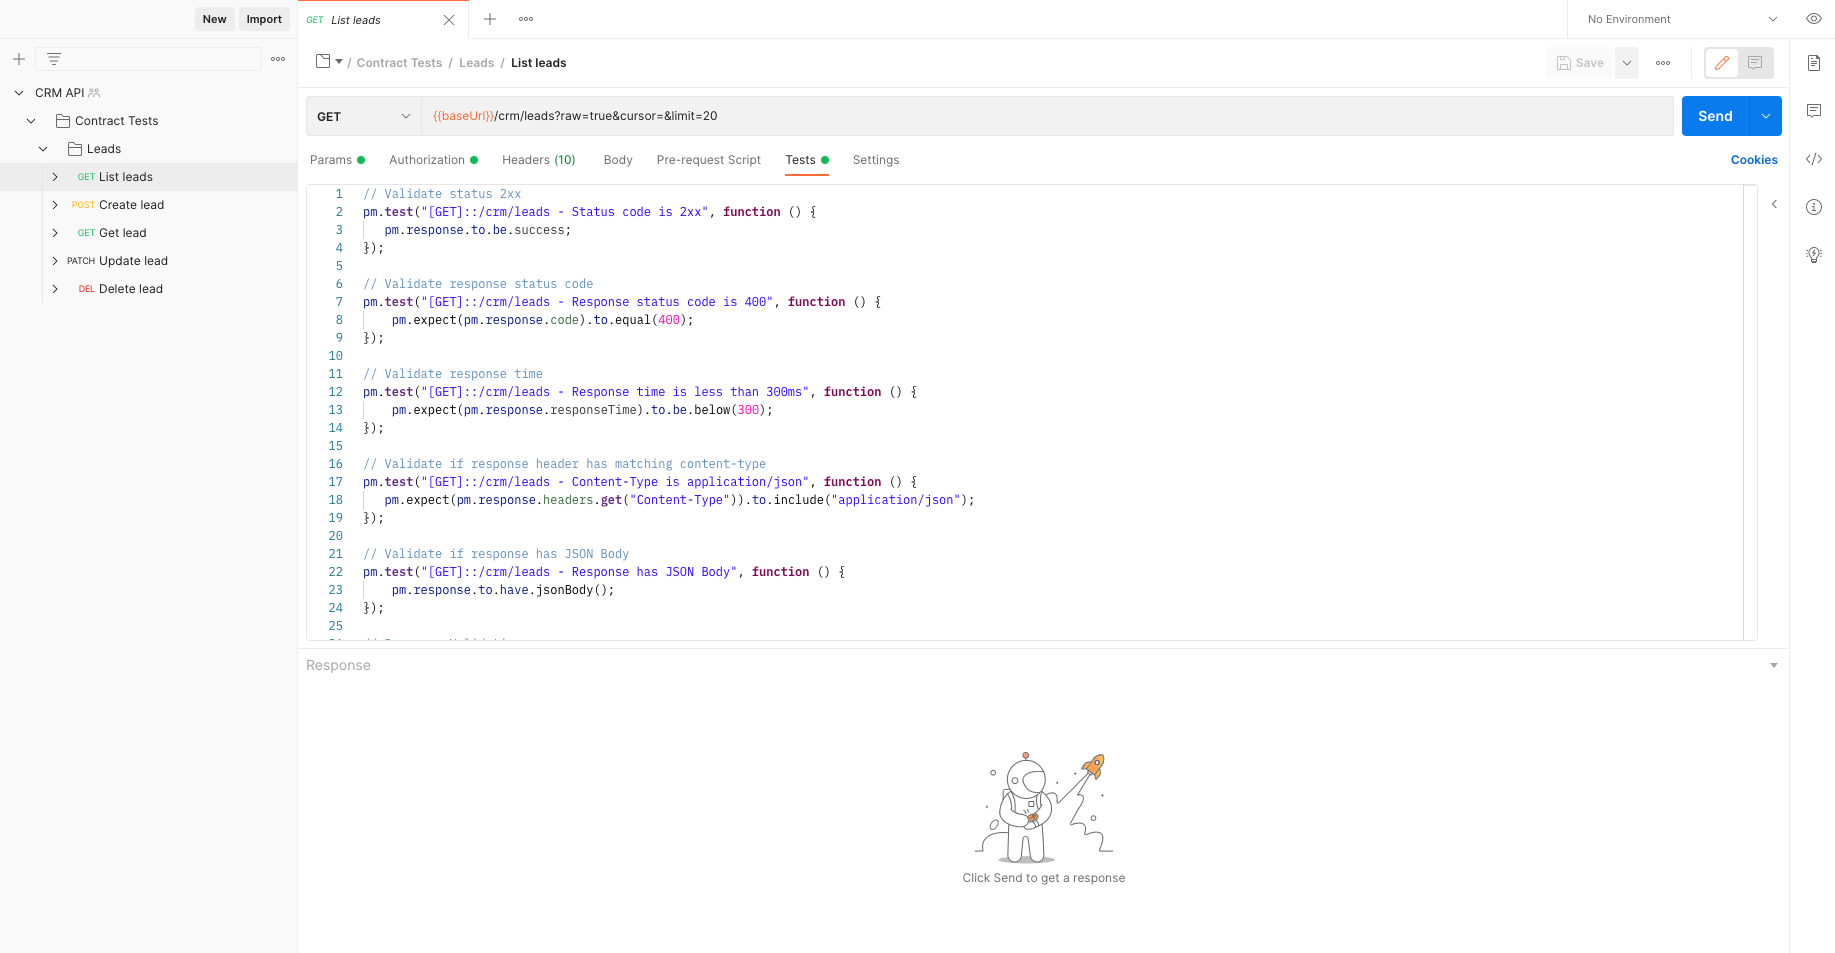 New Import
GET List leads
No Environment
/ Contract Tests / Leads / List leads
Save
CRM API
Contract Tests
Leads
GET List leads
POST Create lead
GET Get lead
PATCH Update lead
DEL Delete lead
GET {{baseUrl}}/crm/leads?raw=true&cursor=&limit=20
Send
Params Authorization Headers (10) Body Pre-request Script Tests Settings Cookies
1 // Validate status 2xx
2 pm.test("[GET]::/crm/leads - Status code is 2xx", function () {
3 pm.response.to.be.success;
4 });
5
6 // Validate response status code
7 pm.test("[GET]::/crm/leads - Response status code is 400", function () {
8 pm.expect(pm.response.code).to.equal(400);
9 });
10
11 // Validate response time
12 pm.test("[GET]::/crm/leads - Response time is less than 300ms", function () {
13 pm.expect(pm.response.responseTime).to.be.below(300);
14 });
15
16 // Validate if response header has matching content-type
17 pm.test("[GET]::/crm/leads - Content-Type is application/json", function () {
18 pm.expect(pm.response.headers.get("Content-Type")).to.include("application/json");
19 });
20
21 // Validate if response has JSON Body
22 pm.test("[GET]::/crm/leads - Response has JSON Body", function () {
23 pm.response.to.have.jsonBody();
24 });
25
Response
Click Send to get a response